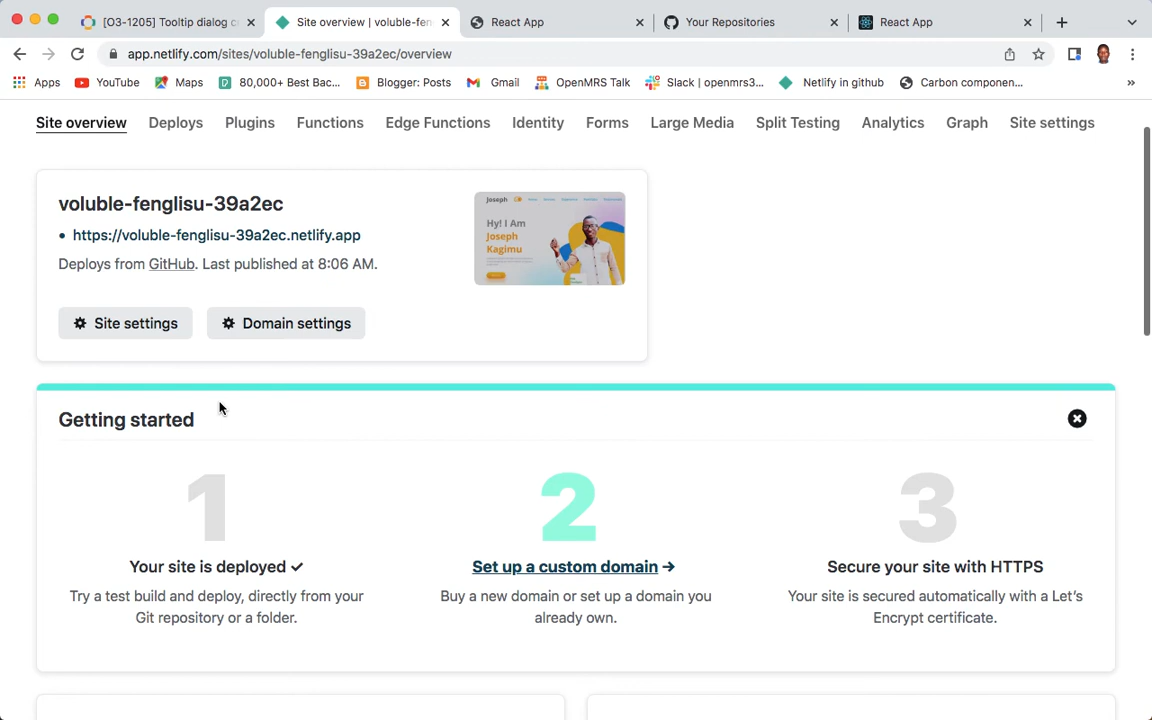 [O3-1205] Tooltip dialog c
Site overview | voluble-fen
React App
Your Repositories
React App
app.netlify.com/sites/voluble-fenglisu-39a2ec/overview
Apps YouTube Maps 80,000+ Best Bac... Blogger: Posts Gmail OpenMRS Talk Slack | openmrs3... Netlify in github Carbon componen... »
Site overview Deploys Plugins Functions Edge Functions Identity Forms Large Media Split Testing Analytics Graph Site settings
voluble-fenglisu-39a2ec
• https://voluble-fenglisu-39a2ec.netlify.app
Deploys from GitHub. Last published at 8:06 AM.
Site settings Domain settings
Joseph
Hy! I Am
Joseph
Kagimu
Getting started
1
Your site is deployed ✓
Try a test build and deploy, directly from your
Git repository or a folder.
2
Set up a custom domain →
Buy a new domain or set up a domain you
already own.
3
Secure your site with HTTPS
Your site is secured automatically with a Let's
Encrypt certificate.